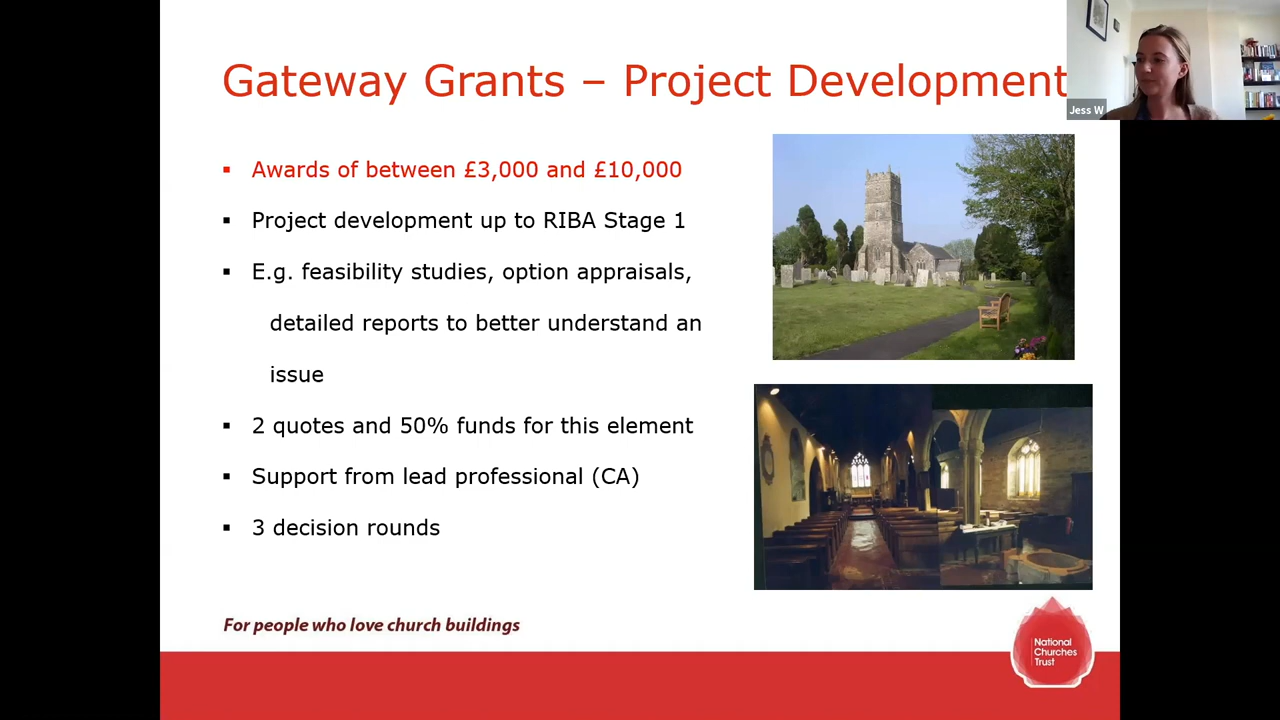 Gateway Grants – Project Development
Jess W
▪ Awards of between £3,000 and £10,000
▪ Project development up to RIBA Stage 1
▪ E.g. feasibility studies, option appraisals,
detailed reports to better understand an
issue
▪ 2 quotes and 50% funds for this element
▪ Support from lead professional (CA)
▪ 3 decision rounds
For people who love church buildings
National
Churches
Trust